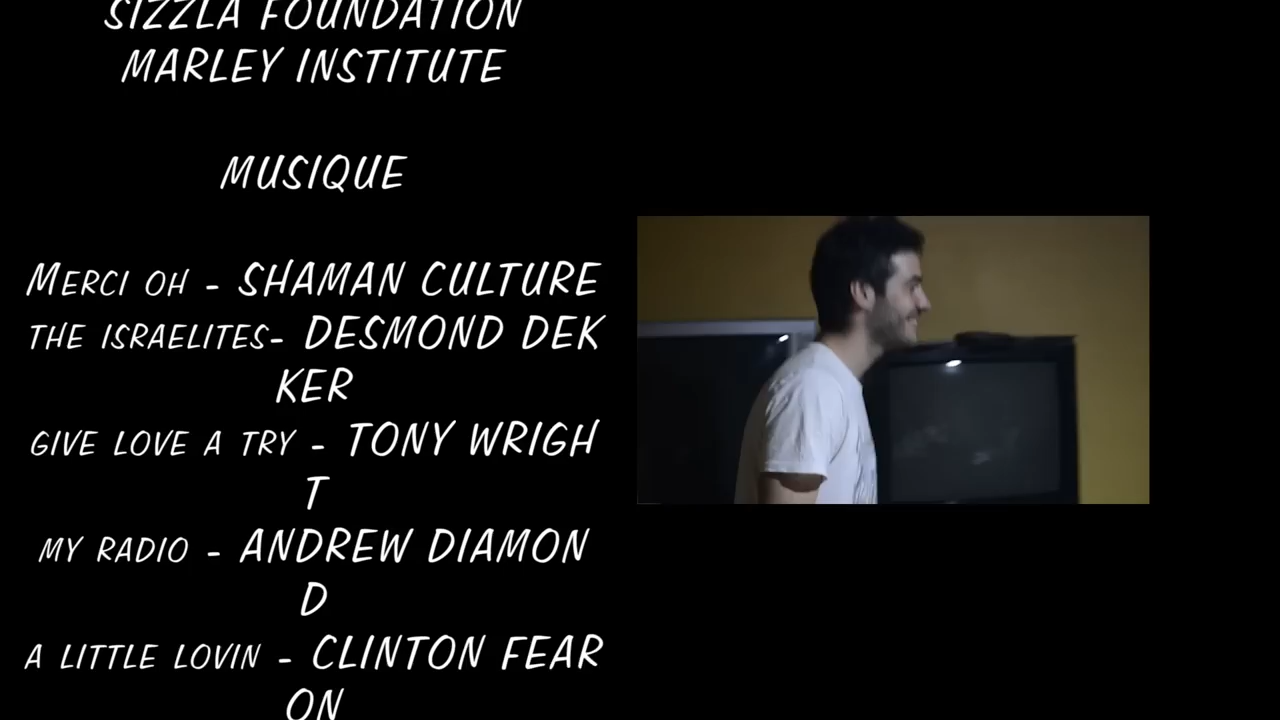 SIZZLA FOUNDATION
MARLEY INSTITUTE
MUSIQUE
MERCI OH - SHAMAN CULTURE
THE ISRAELITES- DESMOND DEK
KER
GIVE LOVE A TRY - TONY WRIGH
T
MY RADIO - ANDREW DIAMON
D
A LITTLE LOVIN - CLINTON FEAR
ON